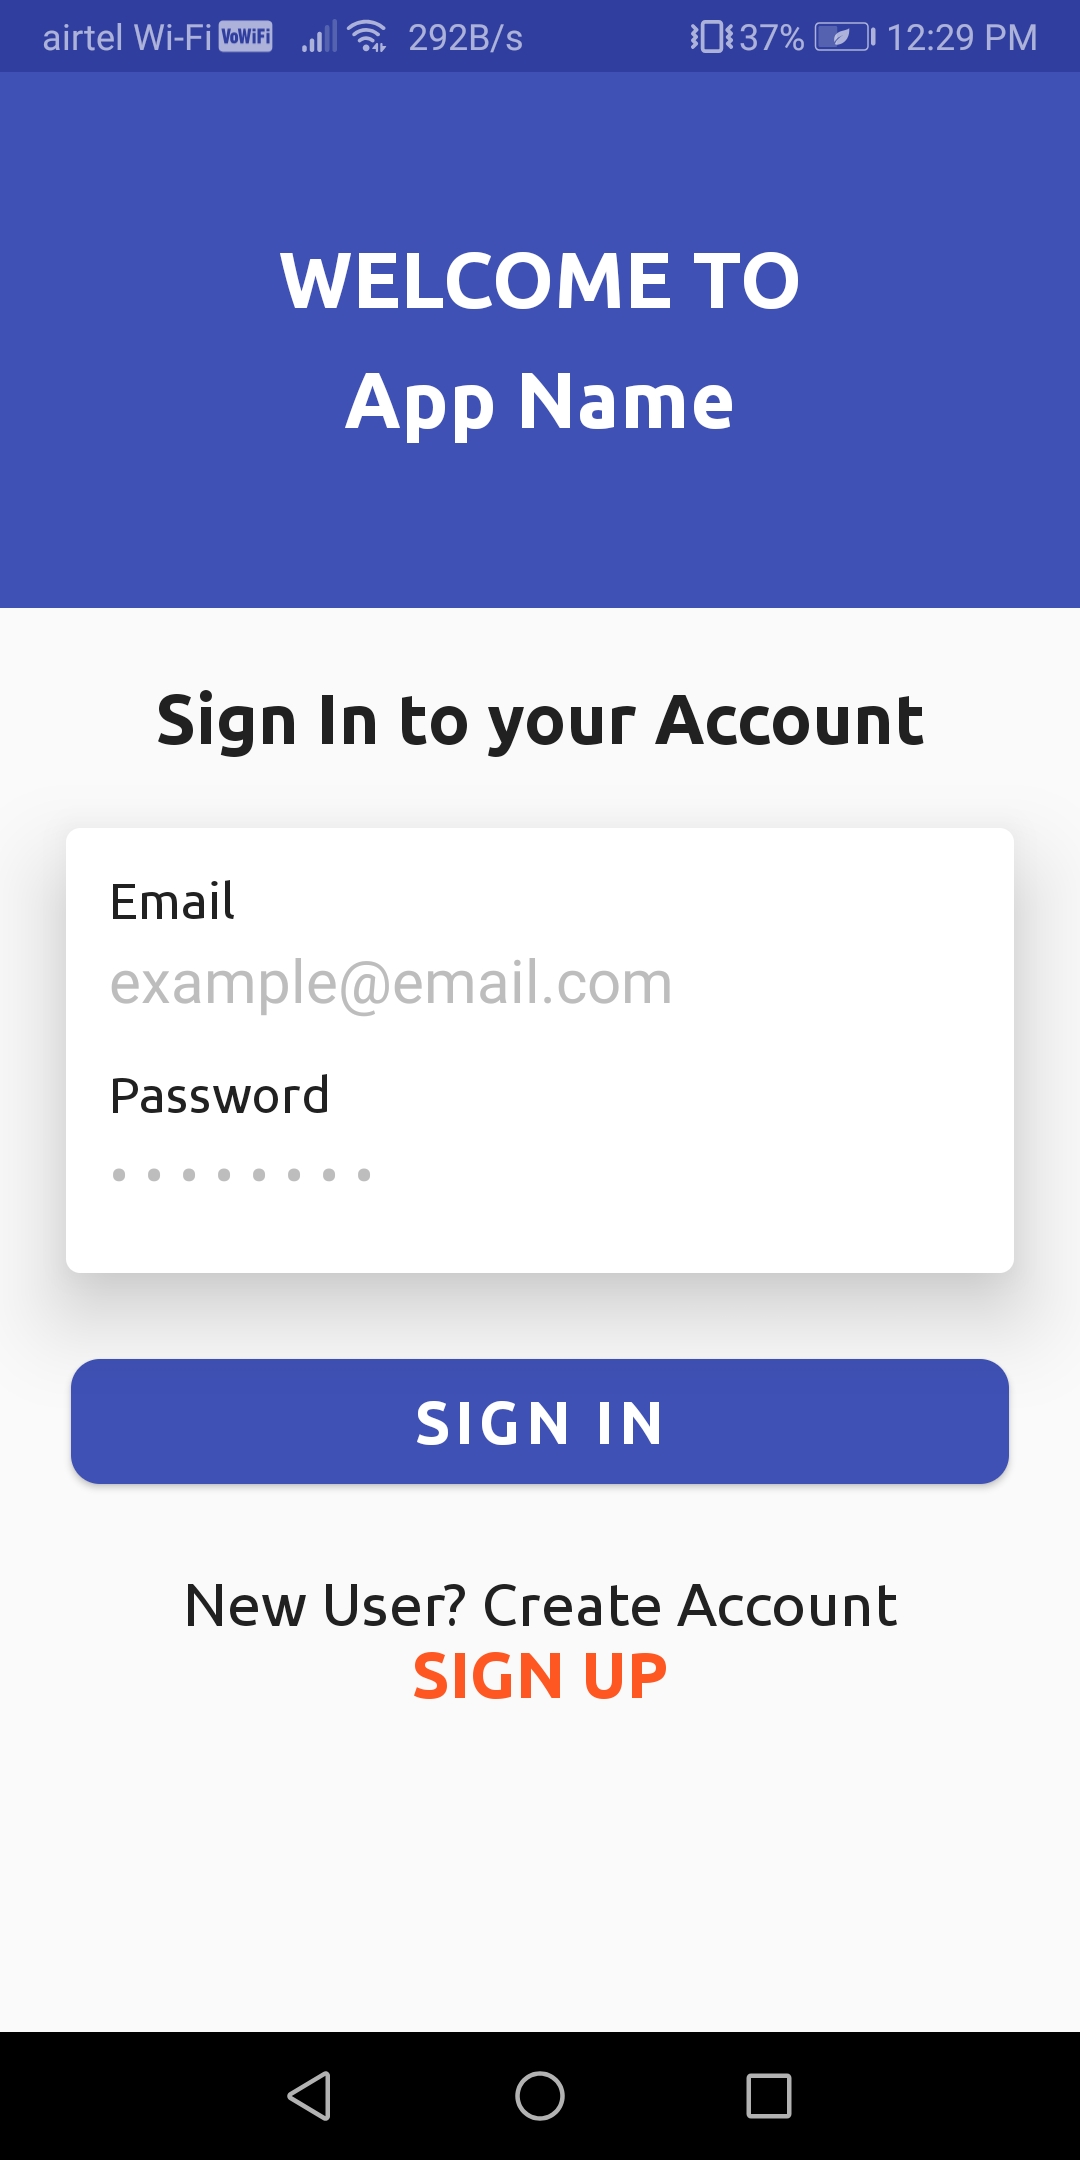 airtel Wi-Fi VoWiFi 292B/s 37% 12:29 PM
WELCOME TO
App Name
Sign In to your Account
Email
example@email.com
Password
SIGN IN
New User? Create Account
SIGN UP